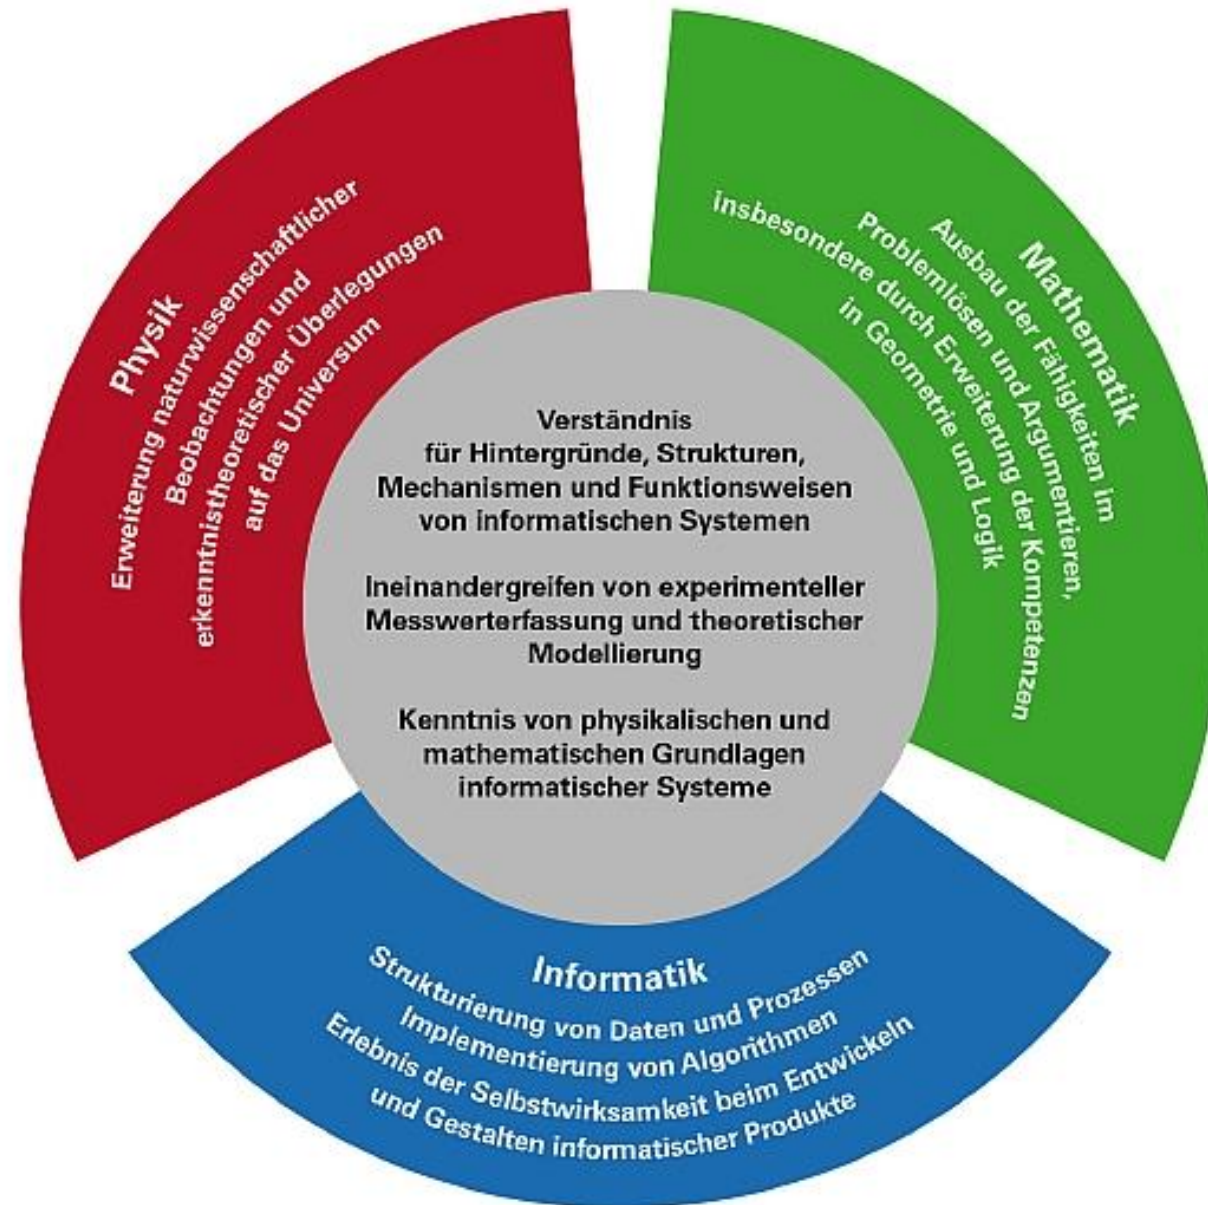 Physik
Erweiterung naturwissenschaftlicher
Beobachtungen und
erkenntnistheoretischer Überlegungen
auf das Universum
Mathematik
Ausbau der Fähigkeiten im
Problemlösen und Argumentieren,
insbesondere durch Erweiterung der Kompetenzen
in Geometrie und Logik
Verständnis
für Hintergründe, Strukturen,
Mechanismen und Funktionsweisen
von informatischen Systemen
Ineinandergreifen von experimenteller
Messwerterfassung und theoretischer
Modellierung
Kenntnis von physikalischen und
mathematischen Grundlagen
informatischer Systeme
Informatik
Strukturierung von Daten und Prozessen
Implementierung von Algorithmen
Erlebnis der Selbstwirksamkeit beim Entwickeln
und Gestalten informatischer Produkte